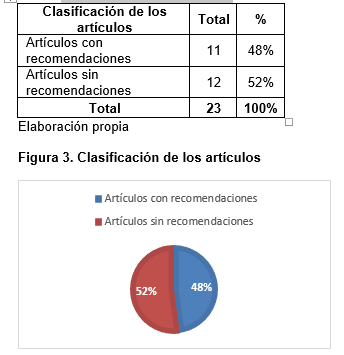 Clasificación de los artículos Total %
Artículos con recomendaciones 11 48%
Artículos sin recomendaciones 12 52%
Total 23 100%
Elaboración propia
Figura 3. Clasificación de los artículos
Artículos con recomendaciones
Artículos sin recomendaciones
52% 48%